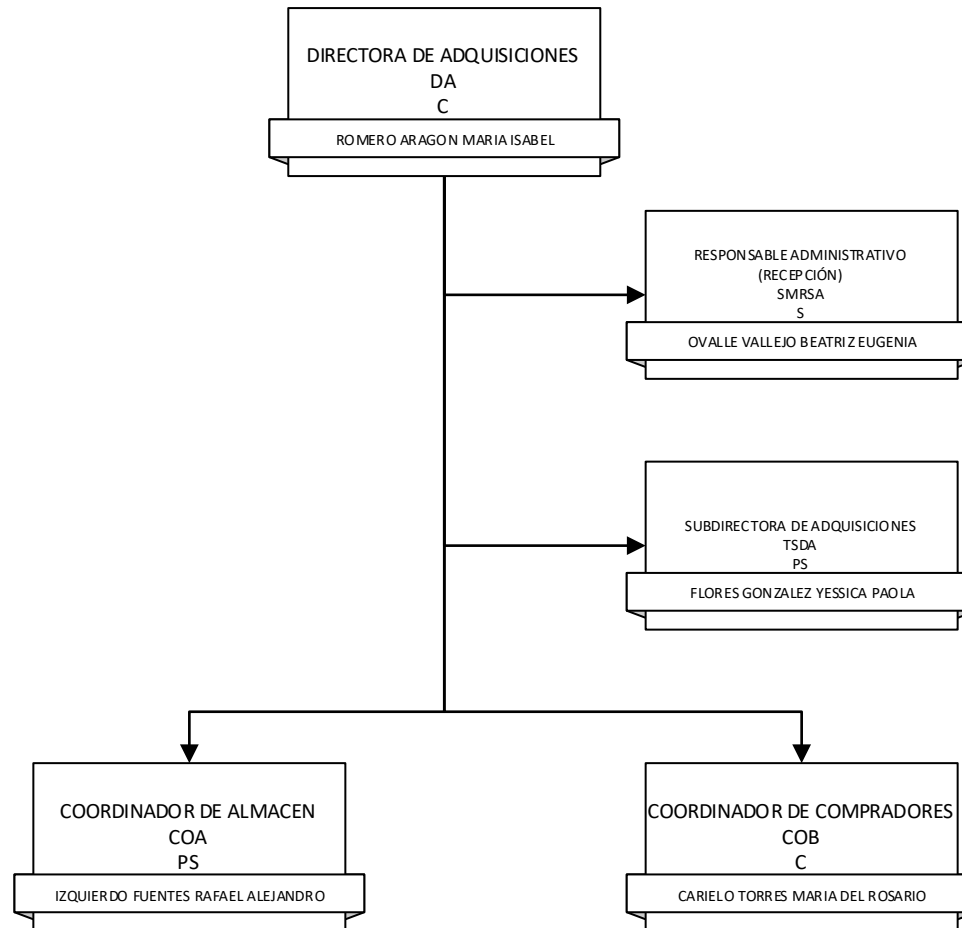 DIRECTORA DE ADQUISICIONES
DA
C
ROMERO ARAGON MARIA ISABEL
RESPONSABLE ADMINISTRATIVO
(RECEPCIÓN)
SMRSA
S
OVALLE VALLEJO BEATRIZ EUGENIA
SUBDIRECTORA DE ADQUISICIONES
TSDA
PS
FLORES GONZALEZ YESSICA PAOLA
COORDINADOR DE ALMACEN
COA
PS
IZQUIERDO FUENTES RAFAEL ALEJANDRO
COORDINADOR DE COMPRADORES
COB
C
CARIELO TORRES MARIA DEL ROSARIO